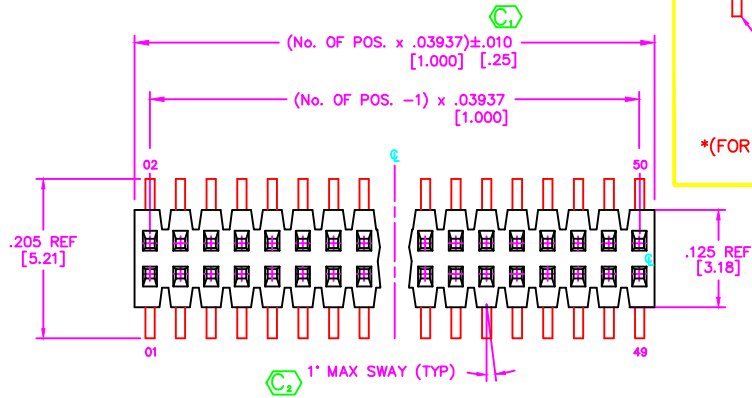 C₁
(No. OF POS. x .03937)±.010
[1.000] [.25]
(No. OF POS. -1) x .03937
[1.000]
*(FOR
02
50
.205 REF
[5.21]
.125 REF
[3.18]
01
49
C₂
1° MAX SWAY (TYP)